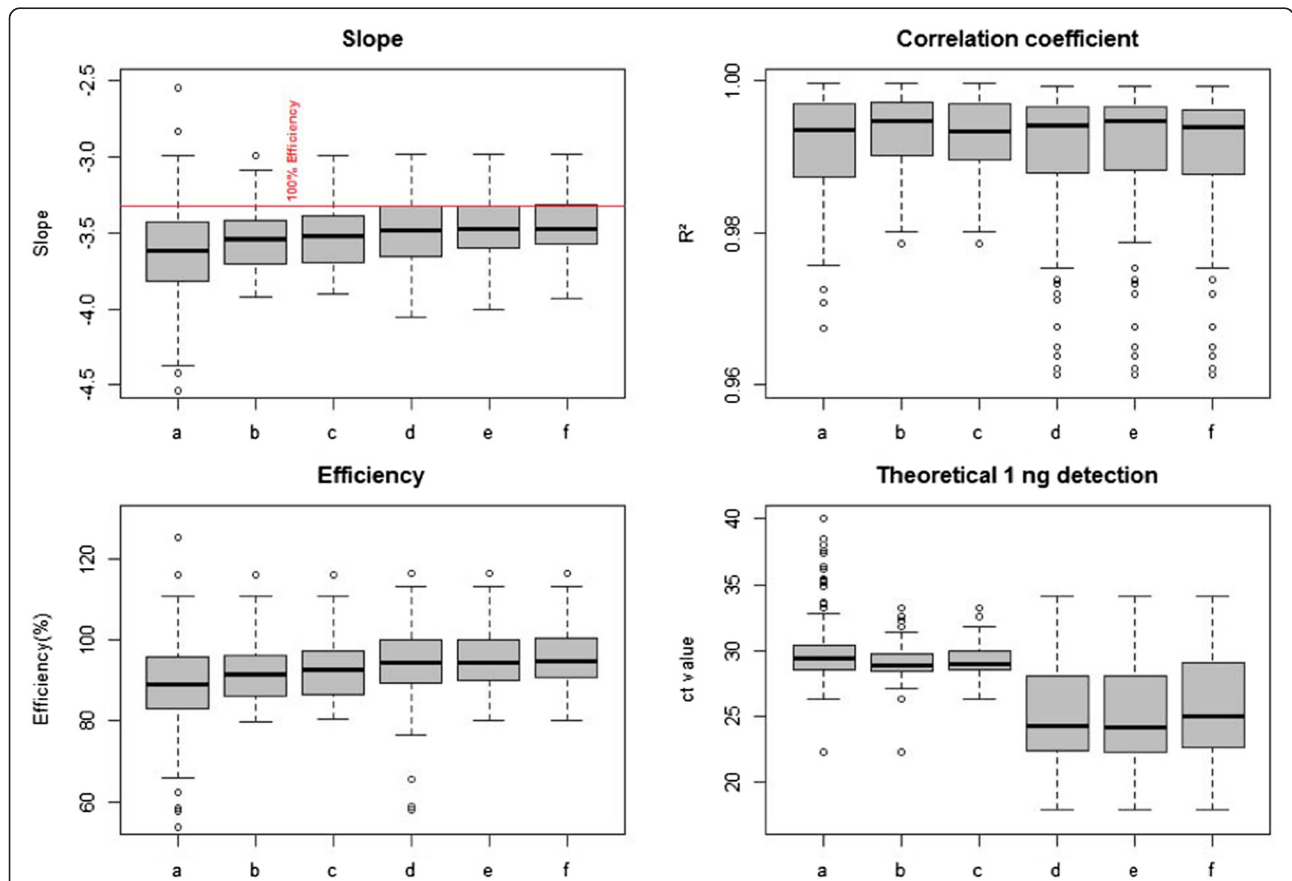 Slope
Slope
-2.5
-3.0
-3.5
-4.0
-4.5
100% Efficiency
a b c d e f
Correlation coefficient
R²
1.00
0.98
0.96
a b c d e f
Efficiency
Efficiency(%)
120
100
80
60
a b c d e f
Theoretical 1 ng detection
ct value
40
35
30
25
20
a b c d e f